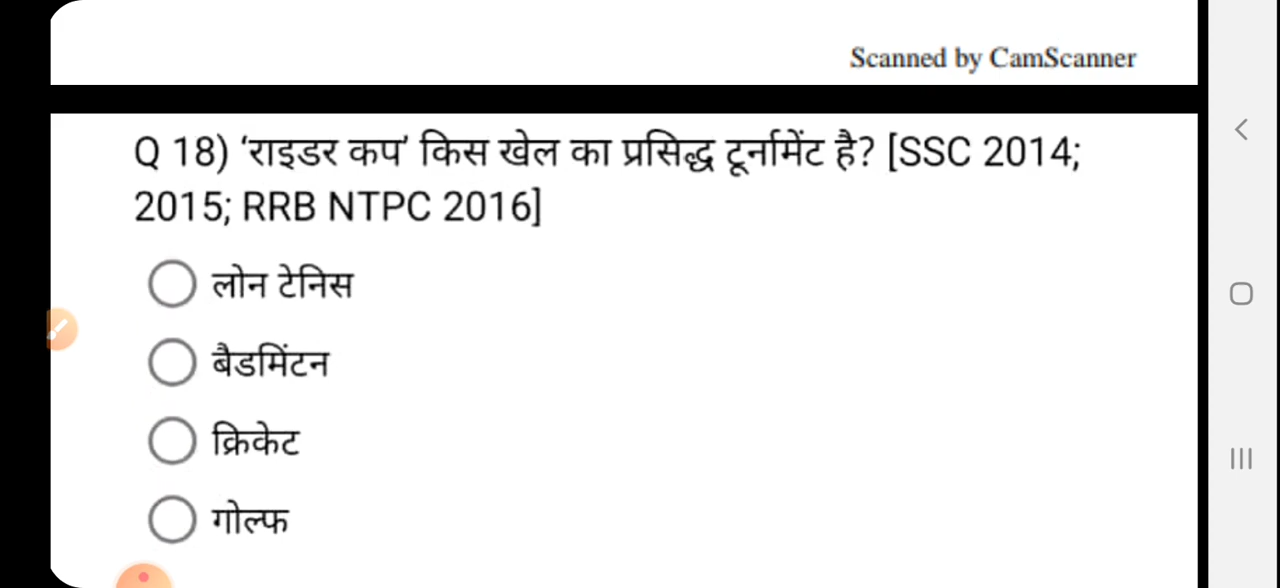 Scanned by CamScanner
Q 18) 'राइडर कप' किस खेल का प्रसिद्ध टूर्नामेंट है? [SSC 2014;
2015; RRB NTPC 2016]
लोन टेनिस
बैडमिंटन
क्रिकेट
गोल्फ